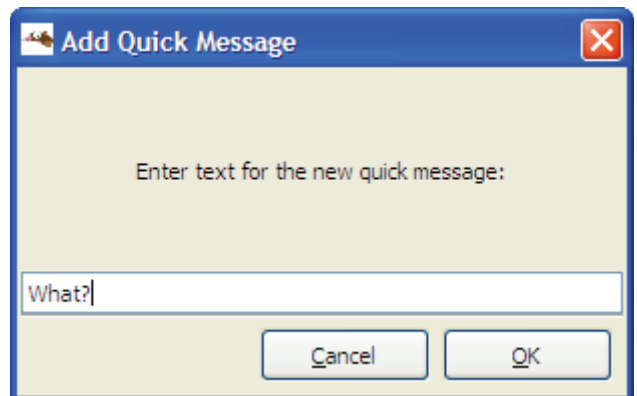 Add Quick Message
Enter text for the new quick message:
What?
Cancel
OK